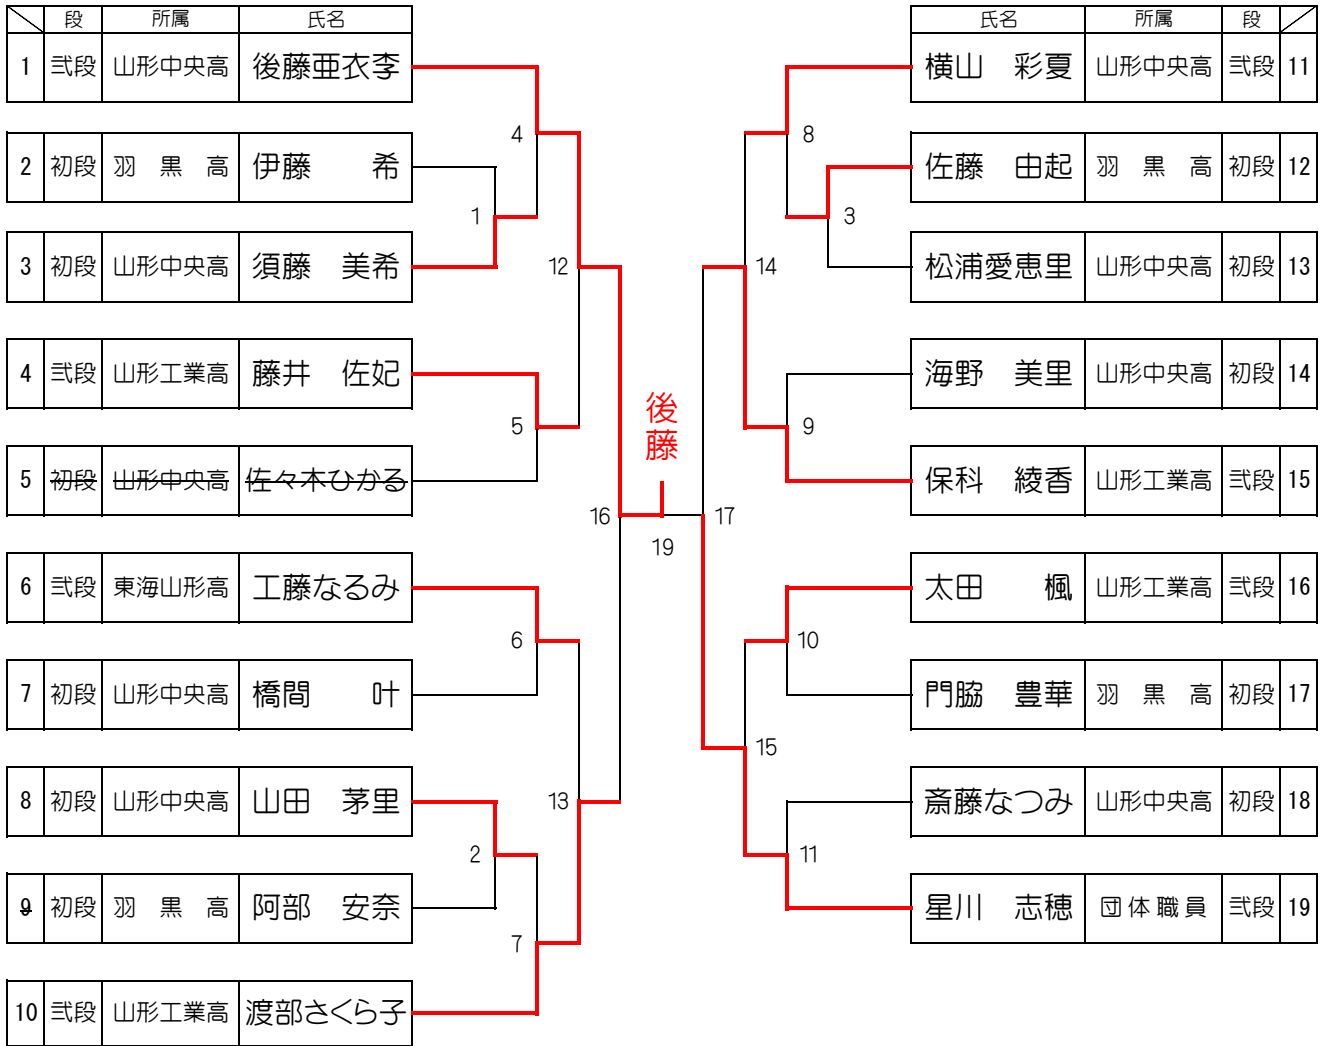 段 所属 氏名
1 弐段 山形中央高 後藤亜衣李
2 初段 羽黒高 伊藤 希
3 初段 山形中央高 須藤 美希
4 弐段 山形工業高 藤井 佐妃
5 初段 山形中央高 佐々木ひかる
6 弐段 東海山形高 工藤なるみ
7 初段 山形中央高 橋間 叶
8 初段 山形中央高 山田 茅里
9 初段 羽黒高 阿部 安奈
10 弐段 山形工業高 渡部さくら子
4
1
12
5
16
6
13
2
7
後藤
19
8
3
14
9
17
10
15
11
氏名 所属 段
横山 彩夏 山形中央高 弐段 11
佐藤 由起 羽黒高 初段 12
松浦愛恵里 山形中央高 初段 13
海野 美里 山形中央高 初段 14
保科 綾香 山形工業高 弐段 15
太田 楓 山形工業高 弐段 16
門脇 豊華 羽黒高 初段 17
斎藤なつみ 山形中央高 初段 18
星川 志穂 団体職員 弐段 19